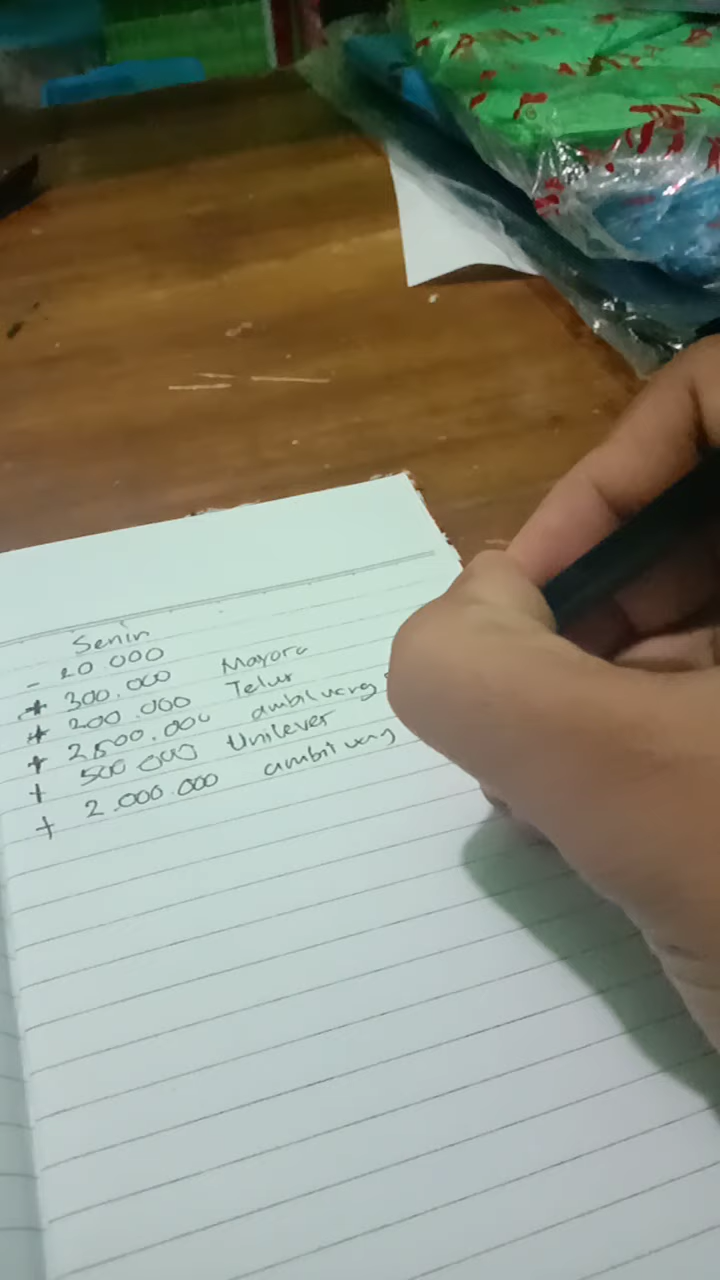 Senin
- 20 000
+ 300.000 Mayora
+ 200.000 Telur
+ 2.500.000 ambil uang
+ 500 000 Unilever
+ 2.000.000 ambil uang